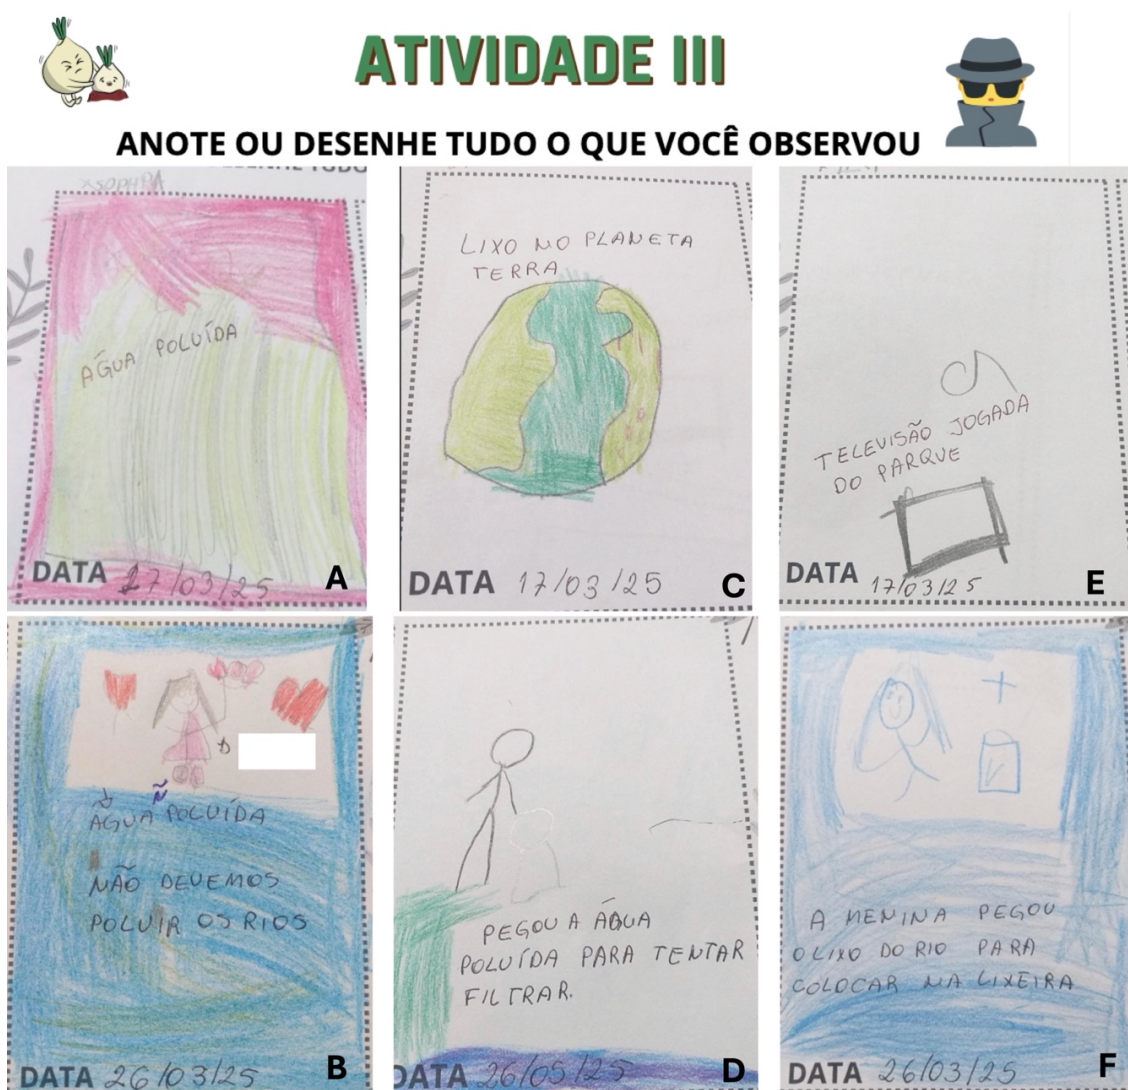 ATIVIDADE III
ANOTE OU DESENHE TUDO O QUE VOCÊ OBSERVOU
ÁGUA POLUÍDA
DATA 17/03/25
A
LIXO NO PLANETA
TERRA
DATA 17/03/25
C
TELEVISÃO JOGADA
DO PARQUE
DATA 17/03/25
E
ÁGUA Ñ POLUÍDA
NÃO DEVEMOS
POLUIR OS RIOS
DATA 26/03/25
B
PEGOU A ÁGUA
POLUÍDA PARA TENTAR
FILTRAR.
DATA 26/05/25
D
A MENINA PEGOU
O LIXO DO RIO PARA
COLOCAR NA LIXEIRA
DATA 26/03/25
F